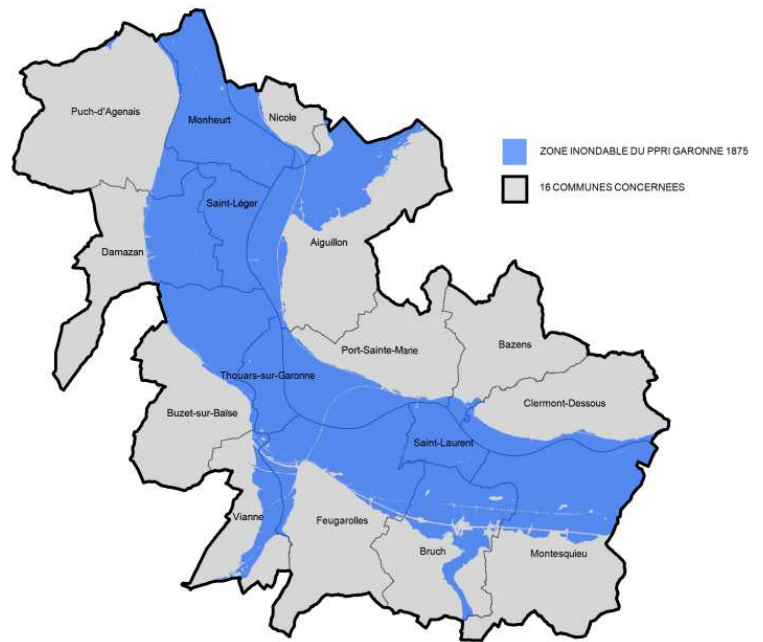 Puch-d'Agenais
Monheurt
Nicole
ZONE INONDABLE DU PPRI GARONNE 1875
16 COMMUNES CONCERNEES
Saint-Léger
Damazan
Aiguillon
Port-Sainte-Marie
Bazens
Thouars-sur-Garonne
Clermont-Dessous
Buzet-sur-Baïse
Saint-Laurent
Vianne
Feugarolles
Bruch
Montesquieu